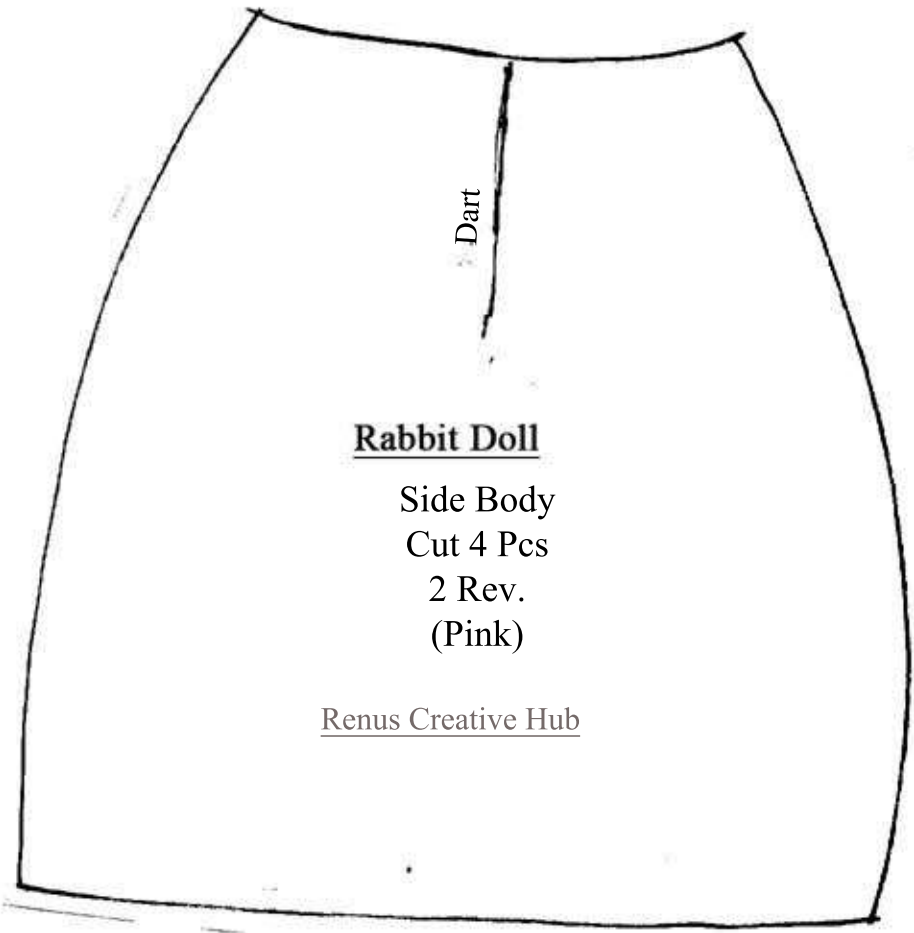 Dart
Rabbit Doll
Side Body
Cut 4 Pcs
2 Rev.
(Pink)
Renus Creative Hub